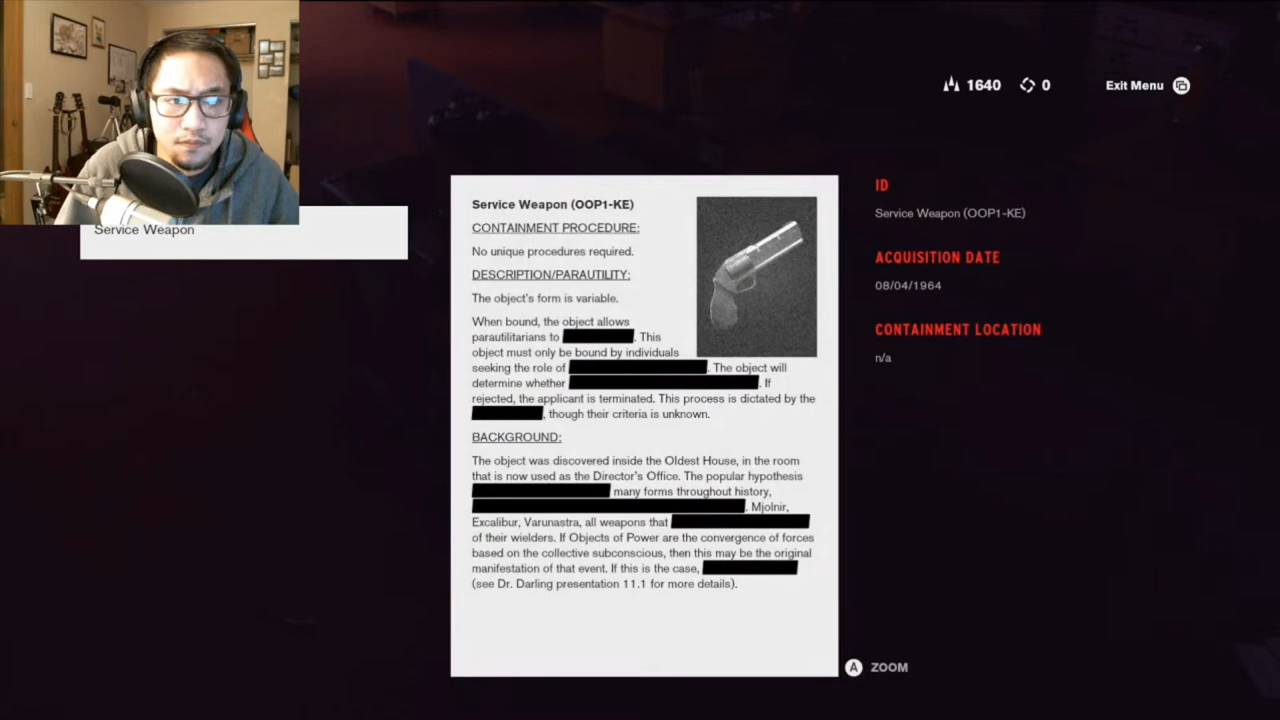 1640
0
Exit Menu
Service Weapon
Service Weapon (OOP1-KE)
CONTAINMENT PROCEDURE:
No unique procedures required.
DESCRIPTION/PARAUTILITY:
The object's form is variable.
When bound, the object allows
parautilitarians to . This
object must only be bound by individuals
seeking the role of . The object will
determine whether . If
rejected, the applicant is terminated. This process is dictated by the
, though their criteria is unknown.
BACKGROUND:
The object was discovered inside the Oldest House, in the room
that is now used as the Director's Office. The popular hypothesis
many forms throughout history,
. Mjolnir,
Excalibur, Varunastra, all weapons that
of their wielders. If Objects of Power are the convergence of forces
based on the collective subconscious, then this may be the original
manifestation of that event. If this is the case,
(see Dr. Darling presentation 11.1 for more details).
ID
Service Weapon (OOP1-KE)
ACQUISITION DATE
08/04/1964
CONTAINMENT LOCATION
n/a
A ZOOM